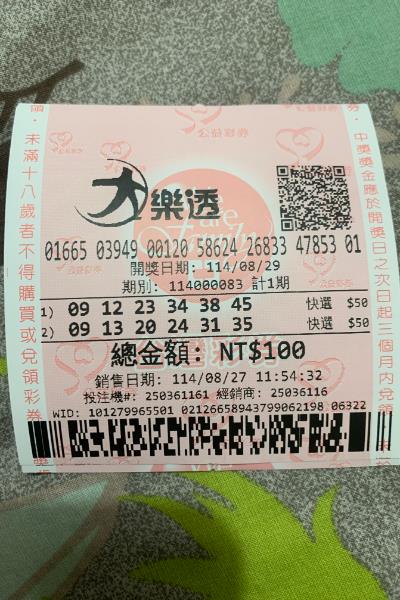 公益彩券
大樂透
01665 03949 00120 58624 26833 47853 01
開獎日期: 114/08/29
期別: 114000083 計1期
1) 09 12 23 34 38 45 快選 $50
2) 09 13 20 24 31 35 快選 $50
總金額: NT$100
銷售日期: 114/08/27 11:54:32
投注機#: 250361161 經銷商: 25036116
WID: 101279965501 02126658943799062198 06322
未滿十八歲者不得購買或兌領彩券
中獎獎金應於開獎日之次日起三個月內兌領